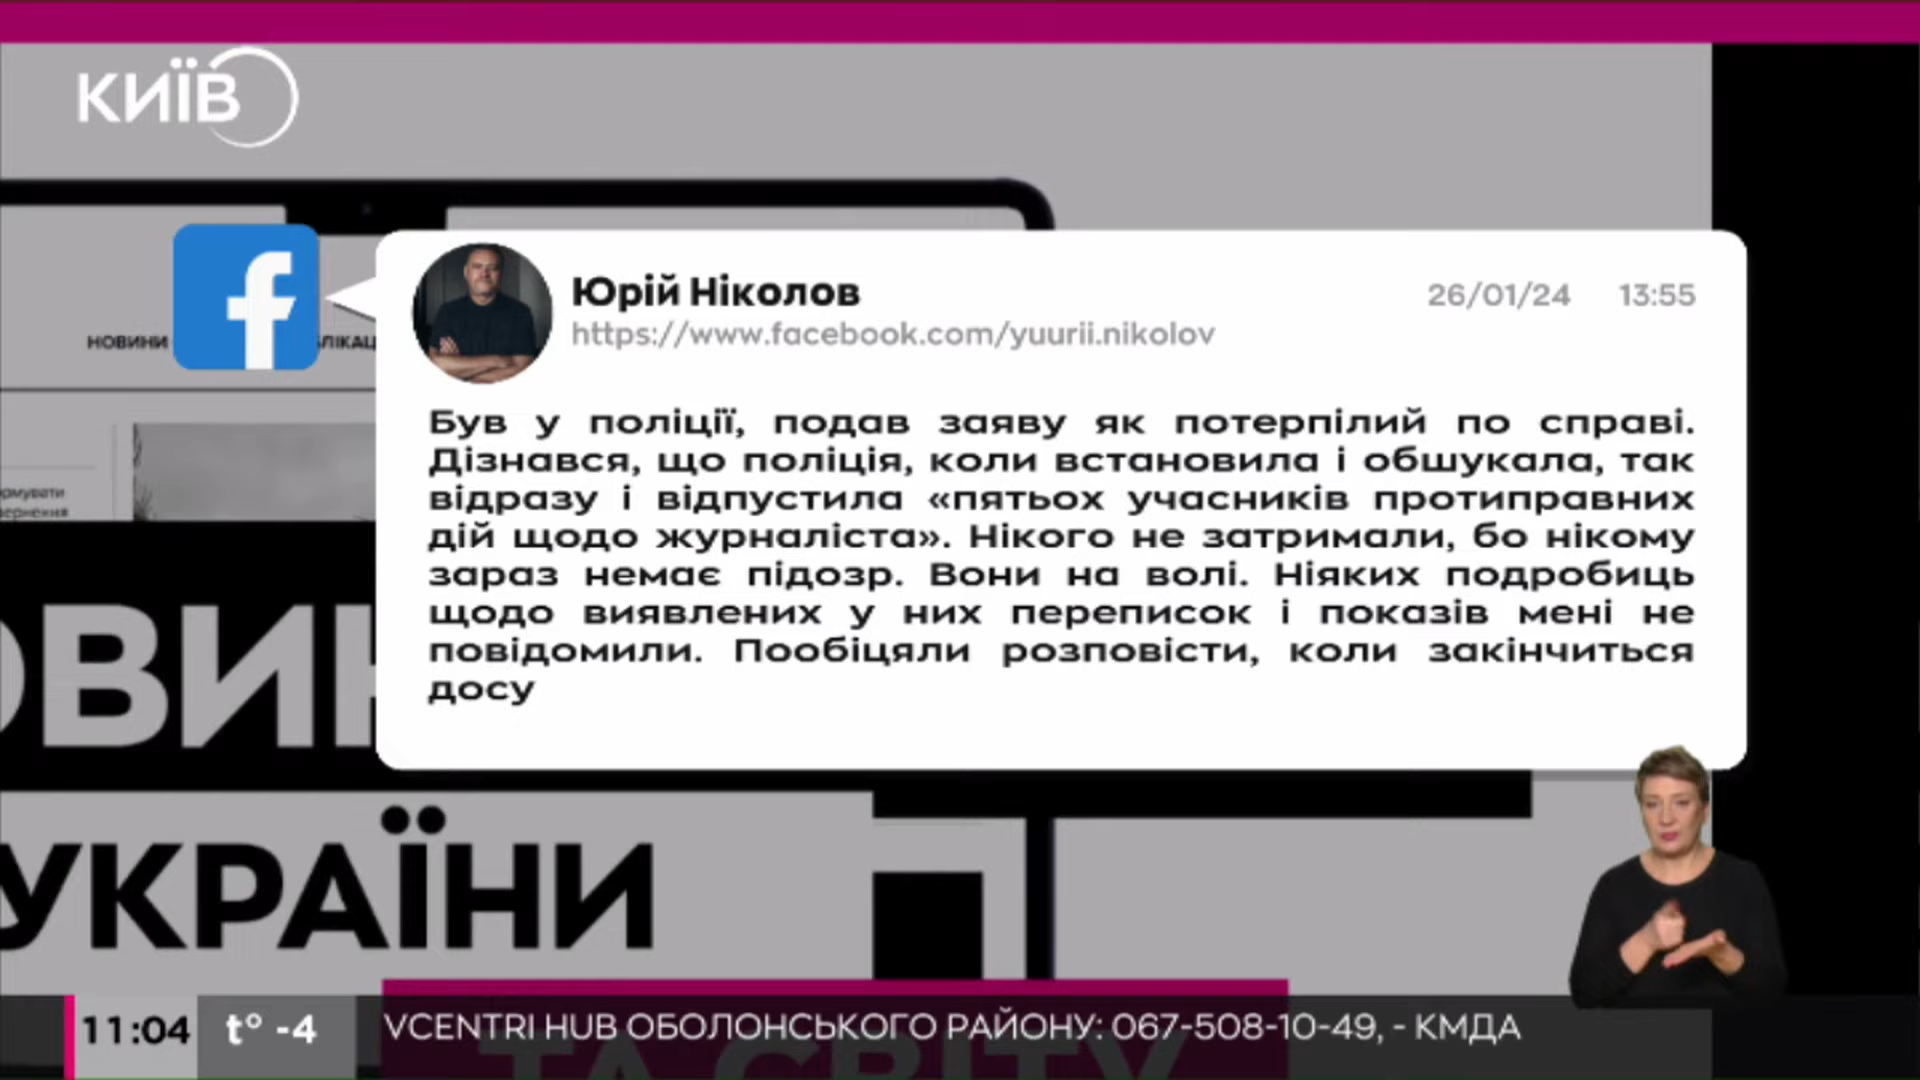 КИЇВ
НОВИНИ
Юрій Ніколов
26/01/24 13:55
https://www.facebook.com/yuurii.nikolov
Був у поліції, подав заяву як потерпілий по справі.
Дізнався, що поліція, коли встановила і обшукала, так
відразу і відпустила «пятьох учасників протиправних
дій щодо журналіста». Нікого не затримали, бо нікому
зараз немає підозр. Вони на волі. Ніяких подробиць
щодо виявлених у них переписок і показів мені не
повідомили. Пообіцяли розповісти, коли закінчиться
досу
УКРАЇНИ
11:04
t° -4
VCENTRI HUB ОБОЛОНСЬКОГО РАЙОНУ: 067-508-10-49, - КМДА
ТА СВІТУ